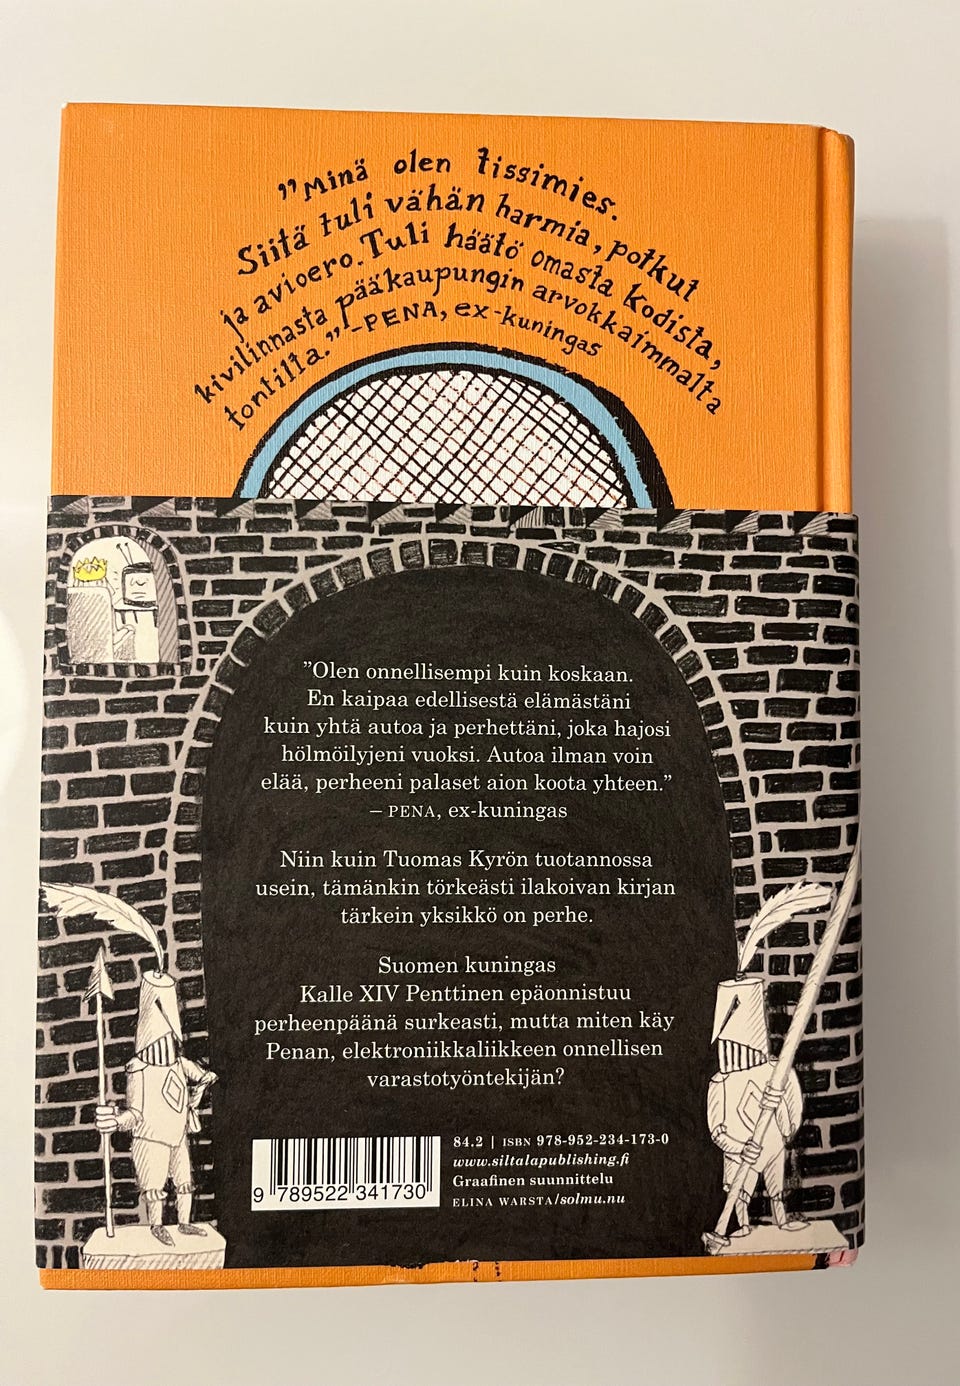 ”Minä olen tissimies.
Siitä tuli vähän harmia, potkut
ja avioero. Tuli häätö omasta kodista,
kivilinnasta pääkaupungin arvokkaimmalta
tontilta.” –PENA, ex-kuningas
”Olen onnellisempi kuin koskaan.
En kaipaa edellisestä elämästäni
kuin yhtä autoa ja perhettäni, joka hajosi
hölmöilyjeni vuoksi. Autoa ilman voin
elää, perheeni palaset aion koota yhteen.”
– PENA, ex-kuningas
Niin kuin Tuomas Kyrön tuotannossa
usein, tämänkin törkeästi ilakoivan kirjan
tärkein yksikkö on perhe.
Suomen kuningas
Kalle XIV Penttinen epäonnistuu
perheenpäänä surkeasti, mutta miten käy
Penan, elektroniikkaliikkeen onnellisen
varastotyöntekijän?
84.2 | ISBN 978-952-234-173-0
www.siltalapublishing.fi
Graafinen suunnittelu
ELINA WARSTA/solmu.nu
9 789522 341730